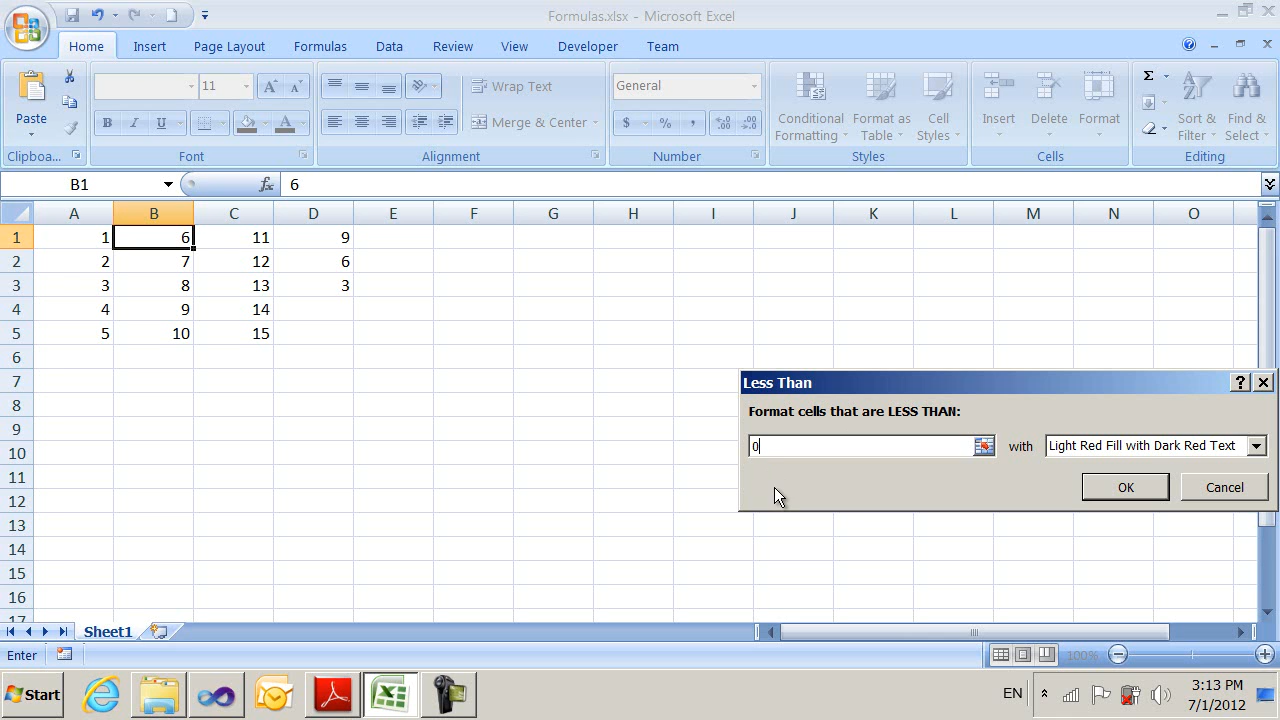 Formulas.xlsx - Microsoft Excel
Home Insert Page Layout Formulas Data Review View Developer Team
Paste
11
B I U
Wrap Text
Merge & Center
General
$ % ,
Conditional Formatting
Format as Table
Cell Styles
Insert Delete Format
Σ
Sort & Filter
Find & Select
Clipboa... Font Alignment Number Styles Cells Editing
B1 fx 6
A B C D E F G H I J K L M N O
1 1 6 11 9
2 2 7 12 6
3 3 8 13 3
4 4 9 14
5 5 10 15
6
7
8
9
10
11
12
13
14
15
16
17
Less Than
Format cells that are LESS THAN:
0 with Light Red Fill with Dark Red Text
OK Cancel
Sheet1
Enter 100%
Start EN 3:13 PM
7/1/2012